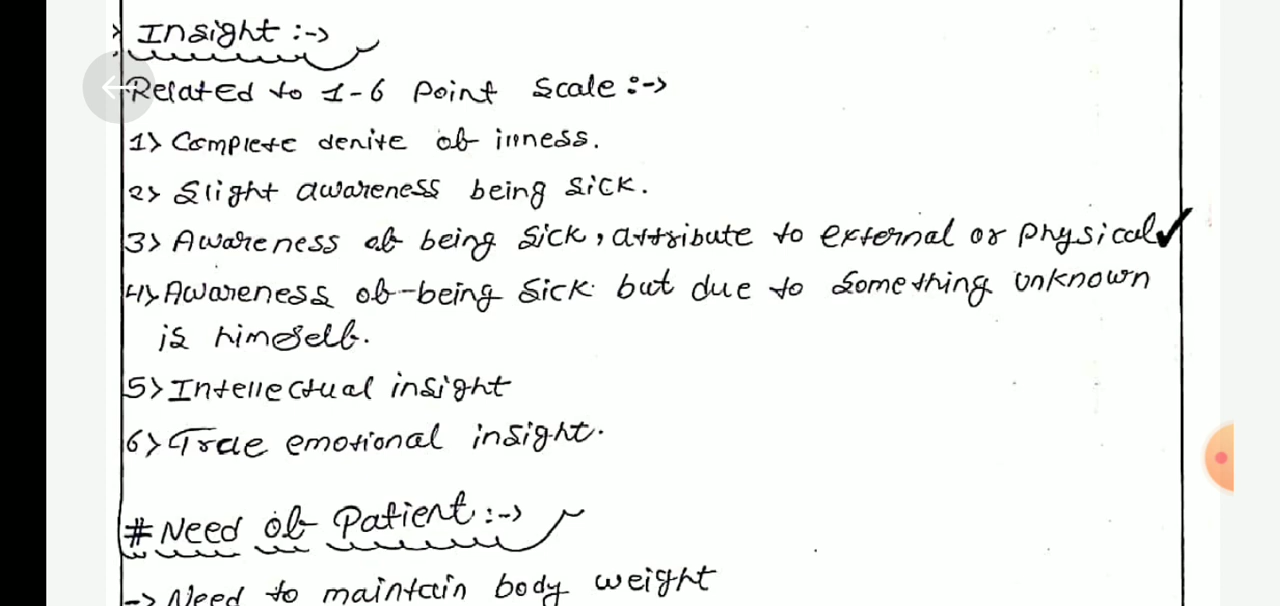 Insight :->
Related to 1-6 Point Scale :->
1> Complete denite of illness.
2> Slight awareness being sick.
3> Awareness of being sick, attribute to external or physical ✓
4> Awareness of-being sick but due to something unknown
is himself.
5> Intellectual insight
6> True emotional insight.
# Need of Patient :->
-> Need to maintain body weight